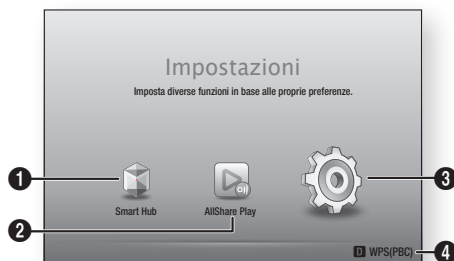 Impostazioni
Imposta diverse funzioni in base alle proprie preferenze.
1
3
Smart Hub
AllShare Play
2
D WPS(PBC)
4